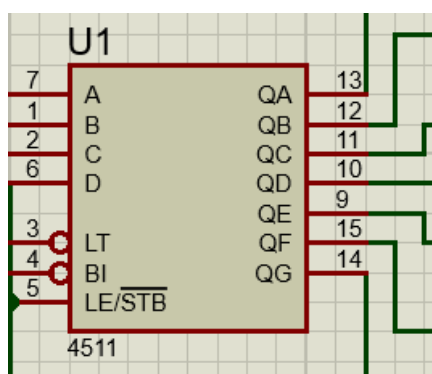 U1
7 A QA 13
1 B QB 12
2 C QC 11
6 D QD 10
QE 9
3 LT QF 15
4 BI QG 14
5 LE/STB
4511